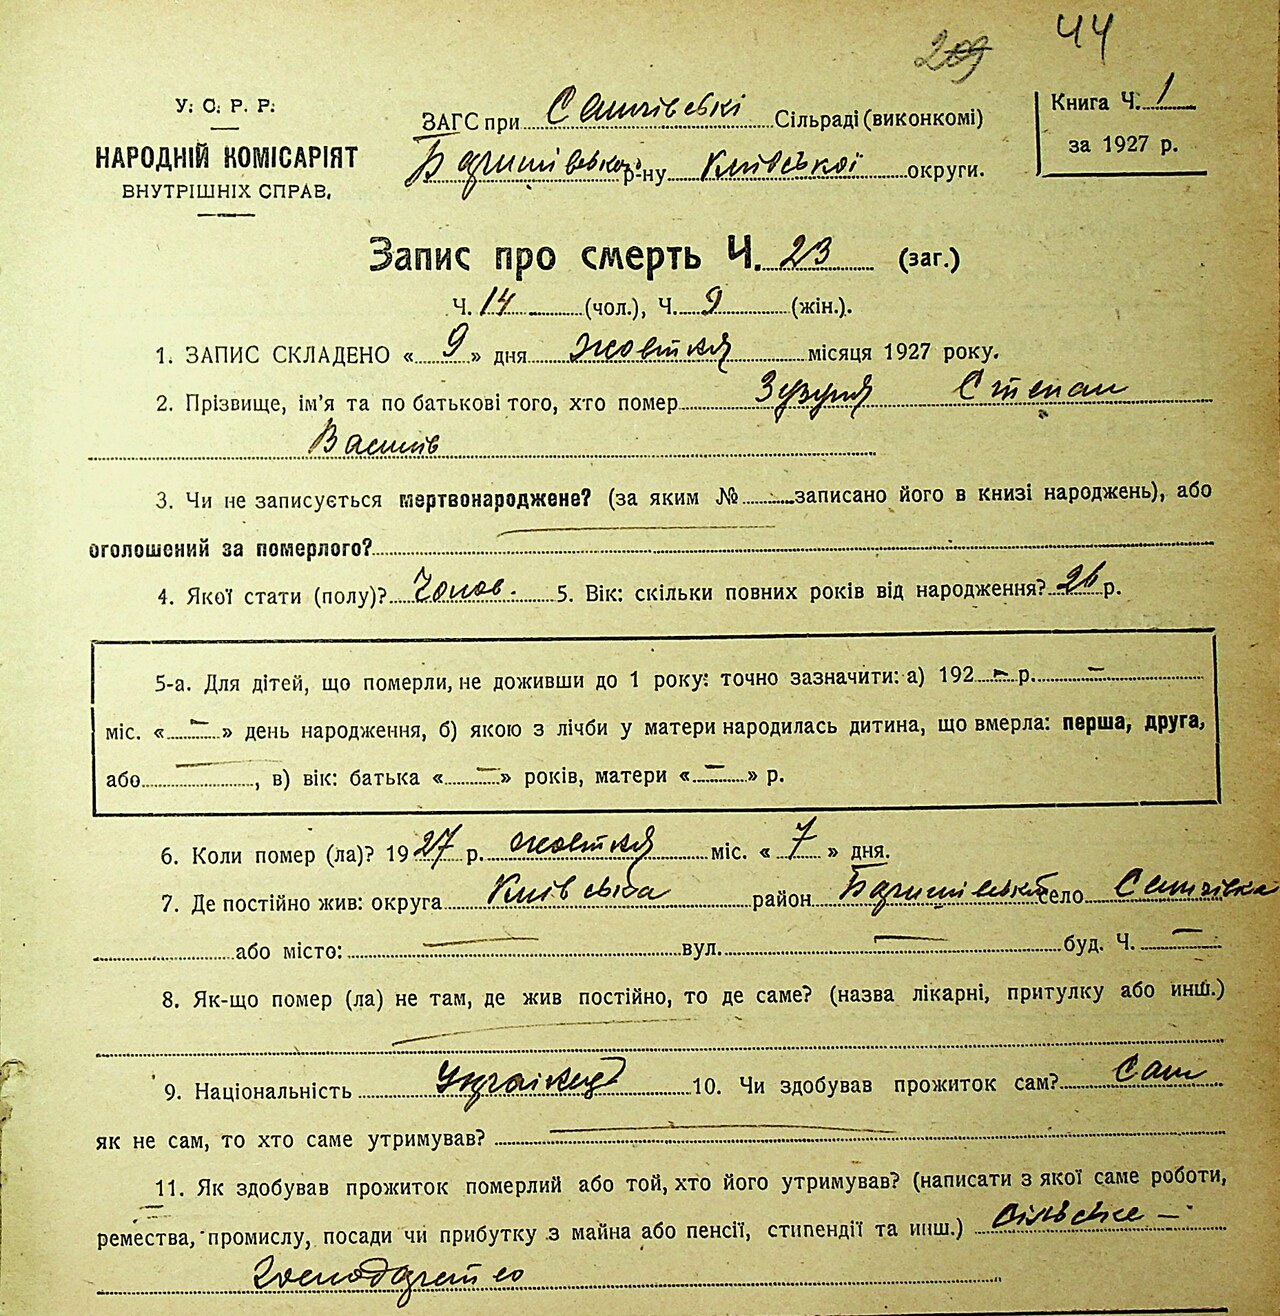 44
209
У. С. Р. Р.
НАРОДНІЙ КОМІСАРІЯТ
ВНУТРІШНІХ СПРАВ.
ЗАГС при Сітьраді (виконкомі)
р-ну Київської округи.
Книга Ч. 1
за 1927 р.
Запис про смерть Ч. 23 (заг.)
Ч. 14 (чол.), Ч. 9 (жін.).
1. ЗАПИС СКЛАДЕНО « 9 » дня жовтня місяця 1927 року.
2. Прізвище, ім'я та по батькові того, хто помер Зузуля Степан
Василів
3. Чи не записується мертвонароджене? (за яким № записано його в книзі народжень), або
оголошений за померлого?
4. Якої стати (полу)? Чолов. 5. Вік: скільки повних років від народження? 26 р.
5-а. Для дітей, що померли, не доживши до 1 року: точно зазначити: а) 192 – р. –
міс. « – » день народження, б) якою з лічби у матери народилась дитина, що вмерла: перша, друга,
або –, в) вік: батька « – » років, матери « – » р.
6. Коли помер (ла)? 1927 р. жовтня міс. « 7 » дня.
7. Де постійно жив: округа Київська район село
або місто: – вул. – буд. Ч. –
8. Як-що помер (ла) не там, де жив постійно, то де саме? (назва лікарні, притулку або инш.)
9. Національність Українець 10. Чи здобував прожиток сам? Сам
як не сам, то хто саме утримував? –
11. Як здобував прожиток померлий або той, хто його утримував? (написати з якої саме роботи,
ремества, промислу, посади чи прибутку з майна або пенсії, стипендії та инш.) сільське –
господарство